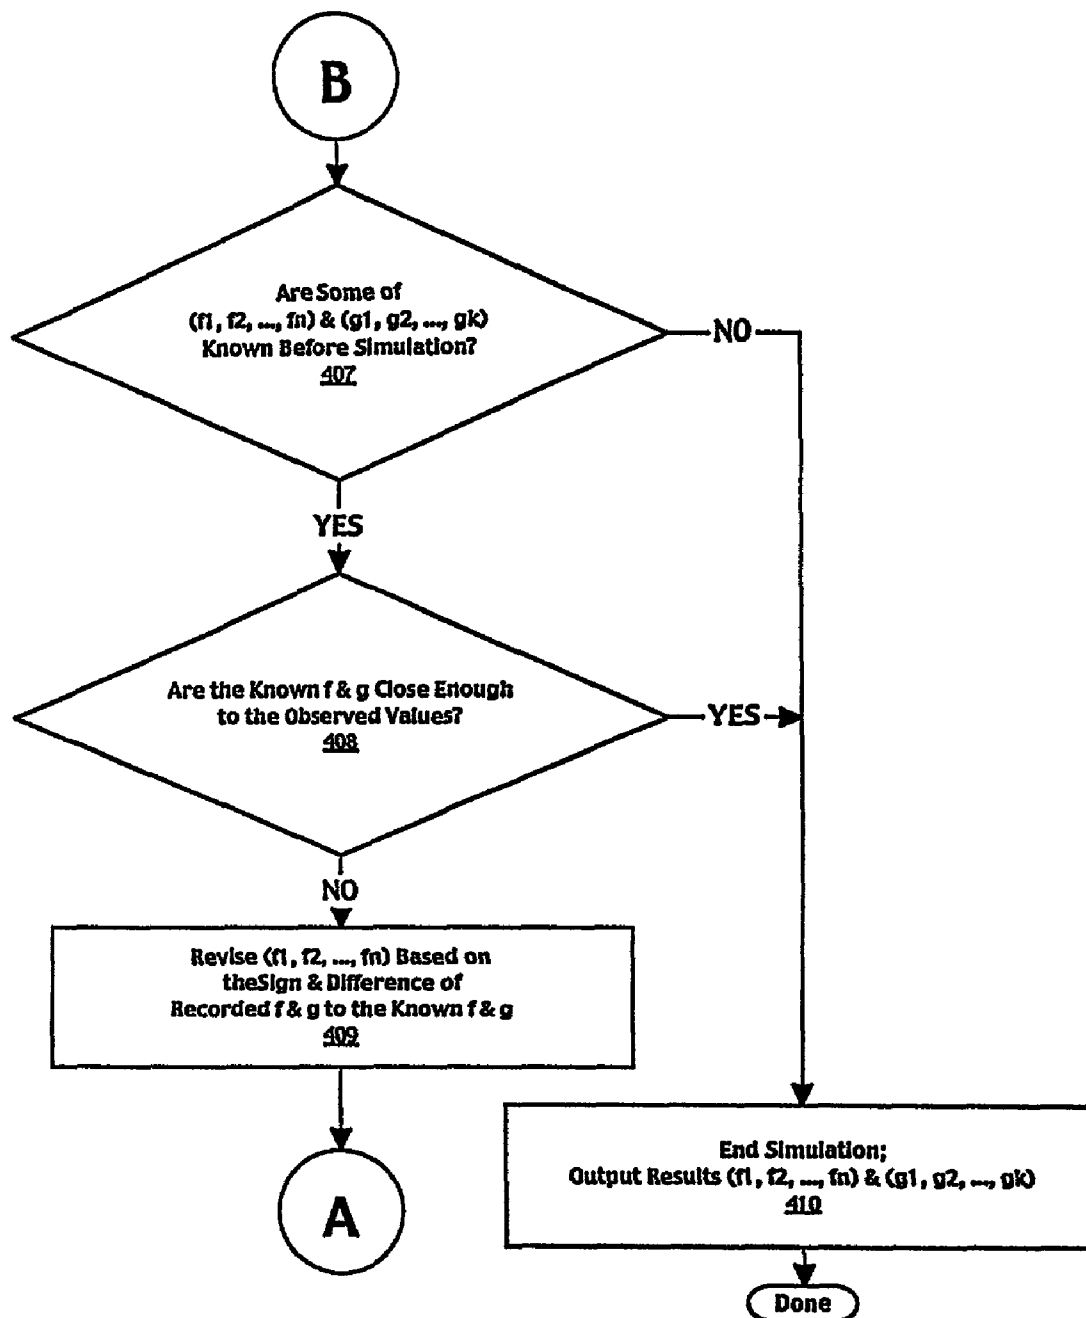 B
Are Some of
(f1, f2, ..., fn) & (g1, g2, ..., gk)
Known Before Simulation?
407
NO
YES
Are the Known f & g Close Enough
to the Observed Values?
408
YES
NO
Revise (f1, f2, ..., fn) Based on
theSign & Difference of
Recorded f & g to the Known f & g
409
A
End Simulation;
Output Results (f1, f2, ..., fn) & (g1, g2, ..., gk)
410
Done